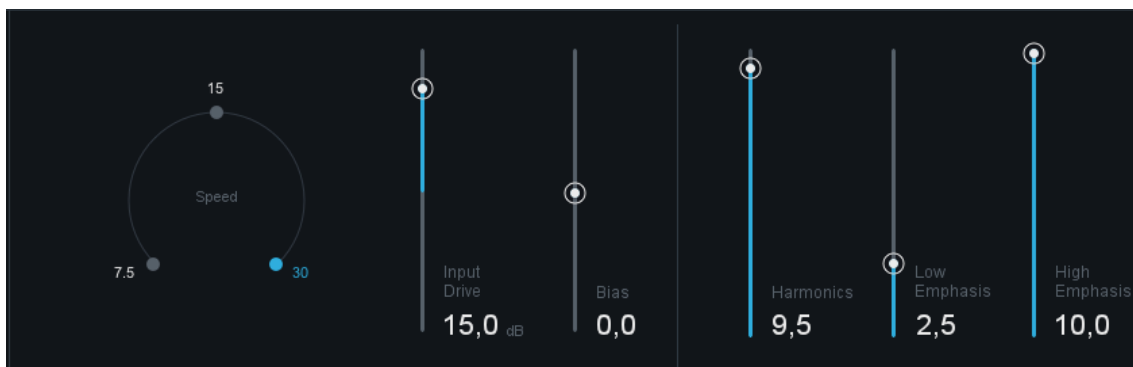 15
Speed
7.5
30
Input
Drive
15,0 dB
Bias
0,0
Harmonics
9,5
Low
Emphasis
2,5
High
Emphasis
10,0